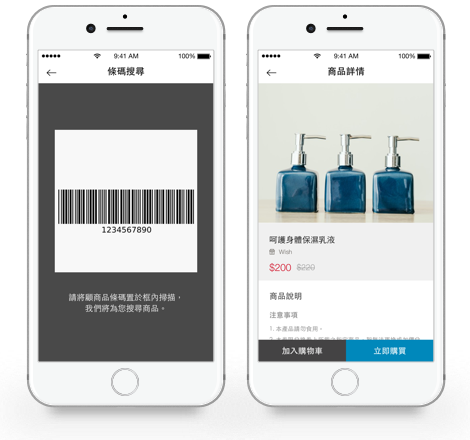 9:41 AM
100%
條碼搜尋
1234567890
請將顧商品條碼置於框內掃描，
我們將為您搜尋商品。
9:41 AM
100%
商品詳情
呵護身體保濕乳液
Wish
$200 $220
商品說明
注意事項
1. 本產品請勿食用。
加入購物車
立即購買